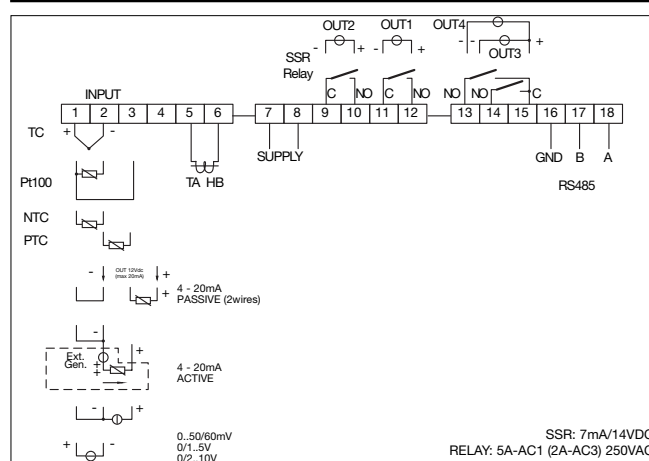 OUT2 OUT1 OUT4
- + - + - - OUT3 +
SSR
Relay
INPUT C NO C NO NO NO C
1 2 3 4 5 6 7 8 9 10 11 12 13 14 15 16 17 18
TC + -
SUPPLY GND B A
Pt100 TA HB RS485
NTC
PTC
- OUT 12Vdc +
(max 20mA)
+ 4 - 20mA
PASSIVE (2wires)
-
Ext. +
Gen. +
+ 4 - 20mA
ACTIVE
- +
+ - 0..50/60mV
0/1..5V
0/2..10V
SSR: 7mA/14VDC
RELAY: 5A-AC1 (2A-AC3) 250VAC